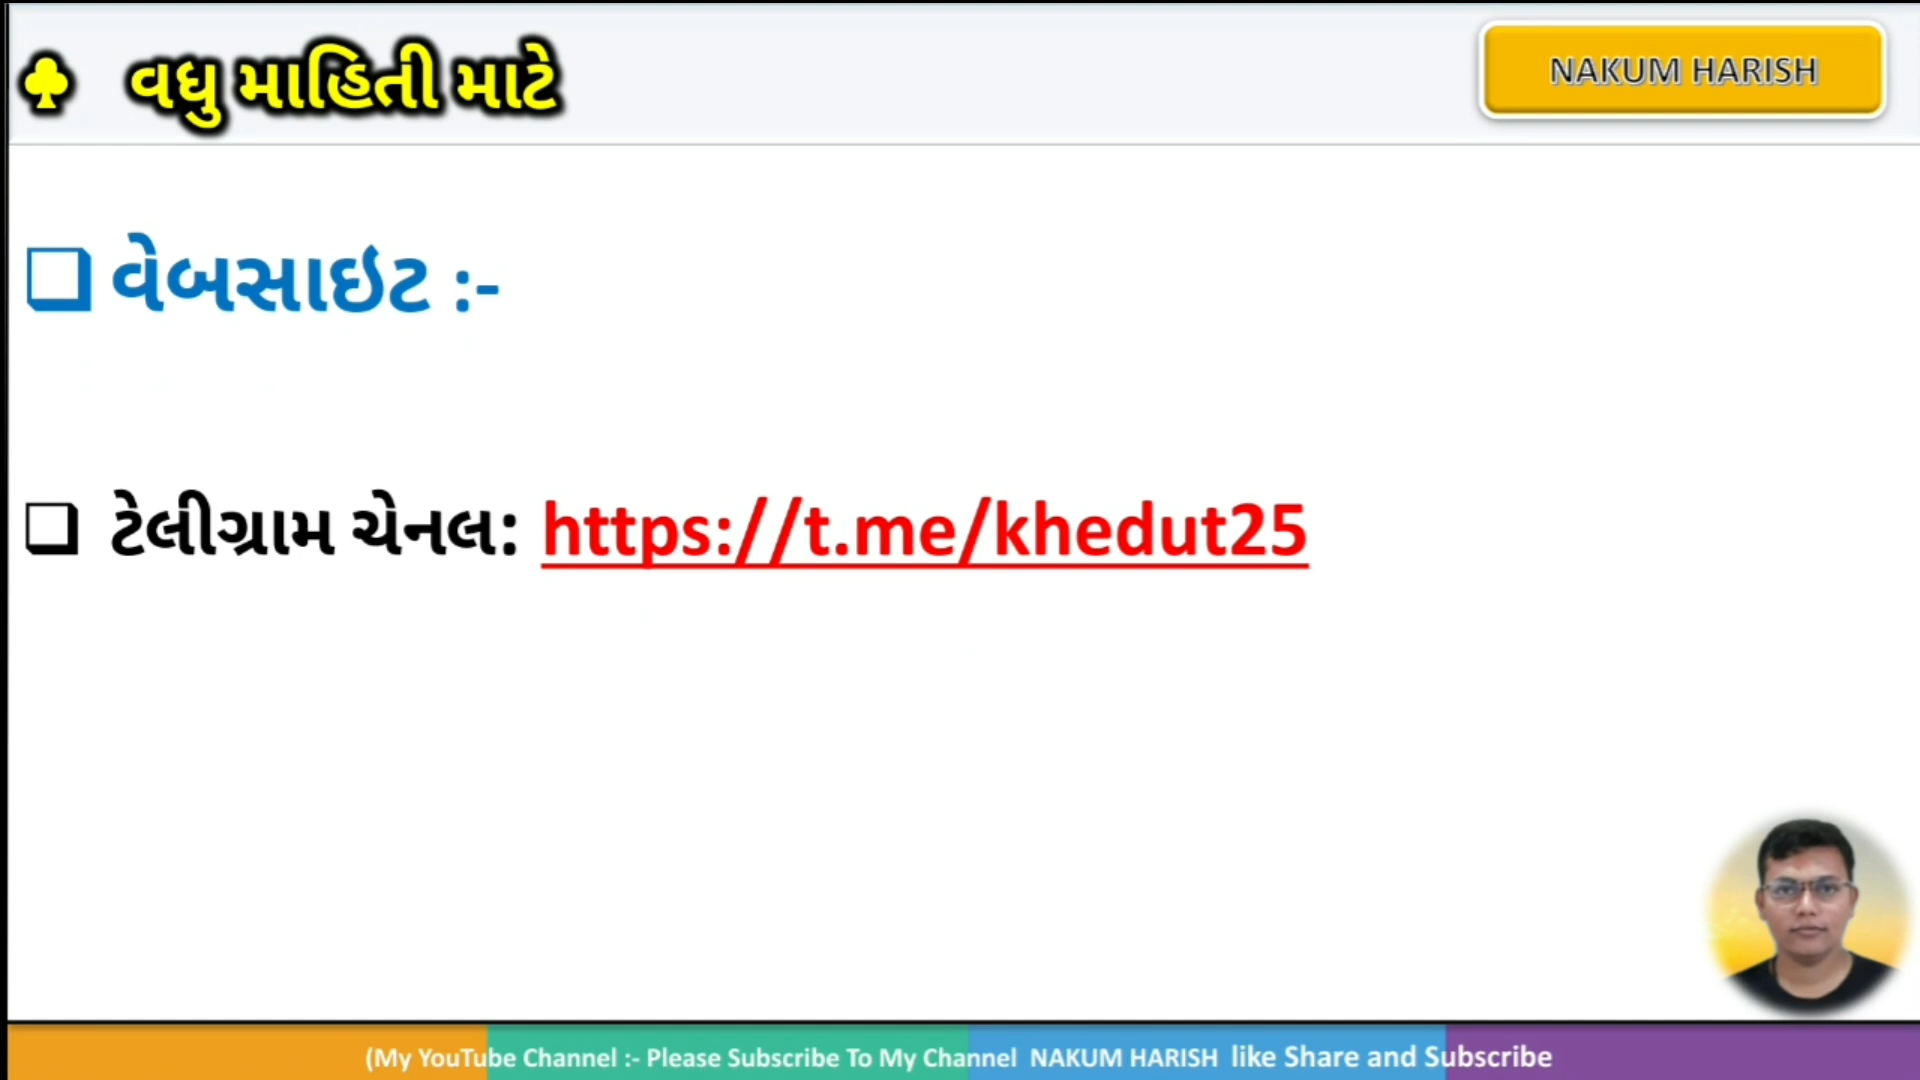 ♣ વધુ માહિતી માટે
NAKUM HARISH
❑ વેબસાઇટ :-
❑ ટેલીગ્રામ ચેનલ: https://t.me/khedut25
(My YouTube Channel :- Please Subscribe To My Channel NAKUM HARISH like Share and Subscribe